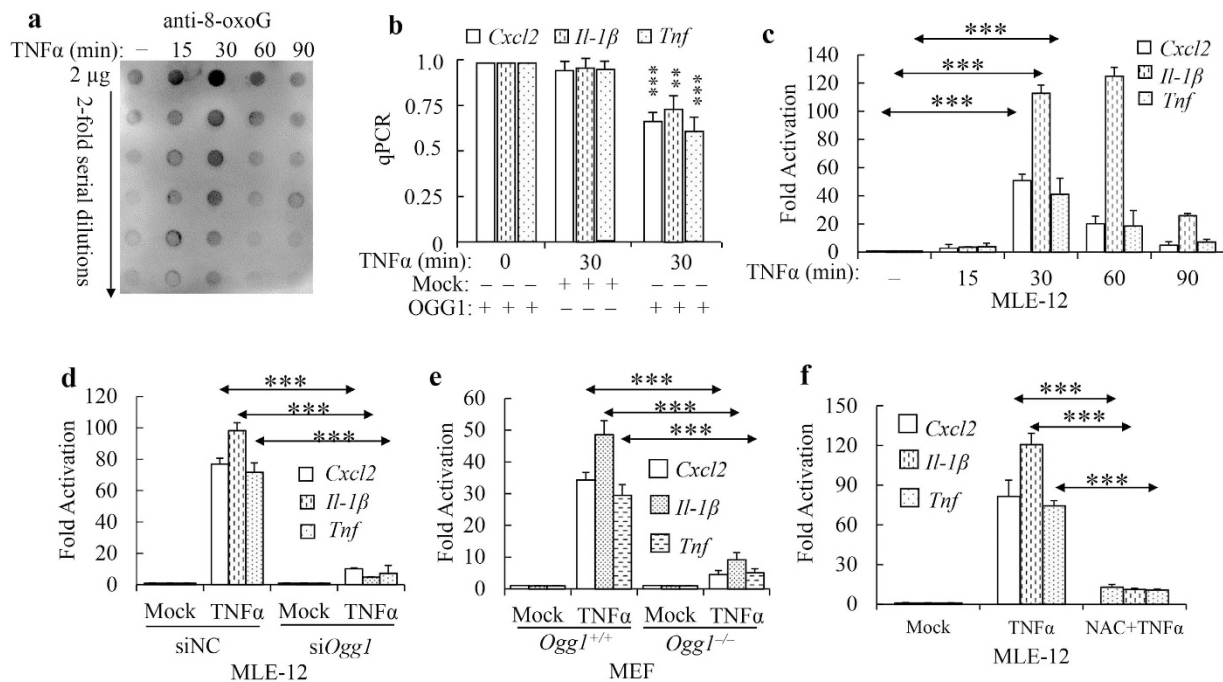 a
anti-8-oxoG
TNFα (min): – 15 30 60 90
2 µg
2-fold serial dilutions
b
Cxcl2 Il-1β Tnf
qPCR
1.0
0.75
0.5
0.25
0
*** ** ***
TNFα (min): 0 30 30
Mock: – – – + + + – – –
OGG1: + + + – – – + + +
c
Fold Activation
140
120
100
80
60
40
20
0
***
***
***
Cxcl2
Il-1β
Tnf
TNFα (min): – 15 30 60 90
MLE-12
d
Fold Activation
120
100
80
60
40
20
0
***
***
***
Cxcl2
Il-1β
Tnf
Mock TNFα Mock TNFα
siNC siOgg1
MLE-12
e
Fold Activation
60
50
40
30
20
10
0
***
***
***
Cxcl2
Il-1β
Tnf
Mock TNFα Mock TNFα
Ogg1+/+ Ogg1–/–
MEF
f
Fold Activation
150
120
90
60
30
0
***
***
***
Cxcl2
Il-1β
Tnf
Mock TNFα NAC+TNFα
MLE-12